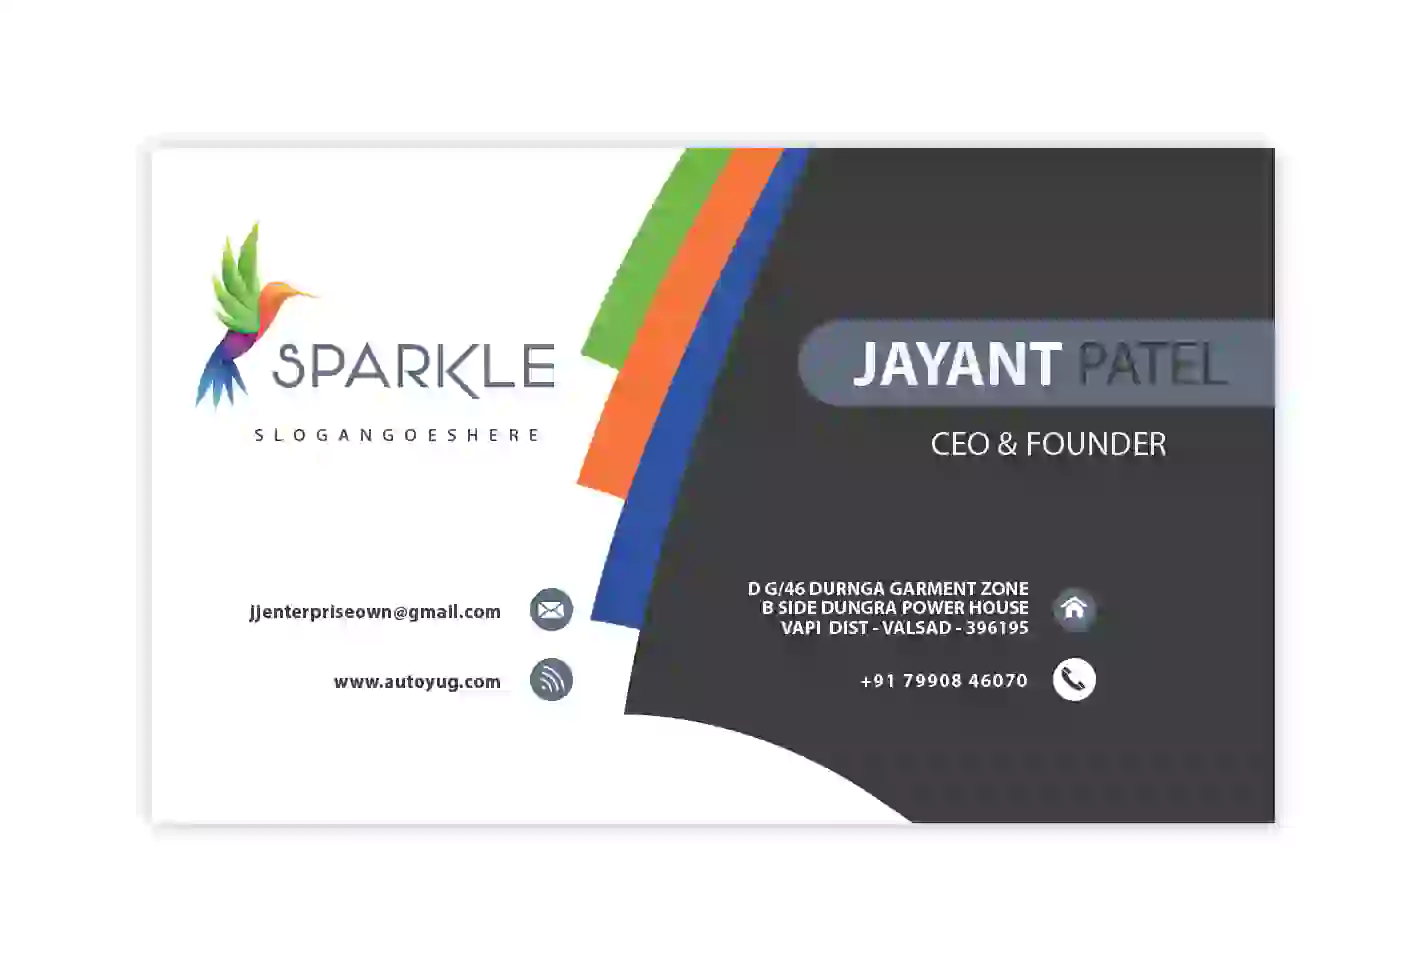 SPARKLE
SLOGANGOESHERE
JAYANT PATEL
CEO & FOUNDER
jjenterpriseown@gmail.com
www.autoyug.com
D G/46 DURNGA GARMENT ZONE
B SIDE DUNGRA POWER HOUSE
VAPI DIST - VALSAD - 396195
+91 79908 46070